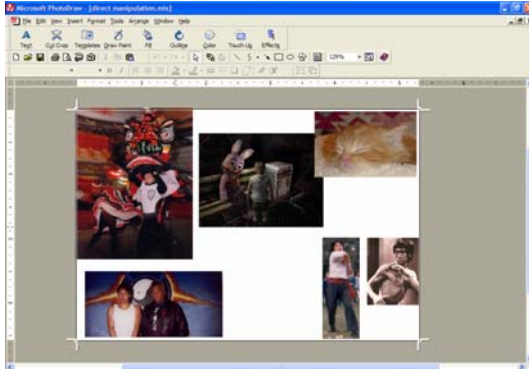 Microsoft PhotoDraw - [direct manipulation.mix]
File Edit View Insert Format Tools Arrange Window Help
Text Cut Crop Templates Draw Paint Fill Outline Color Touch Up Effects
129%